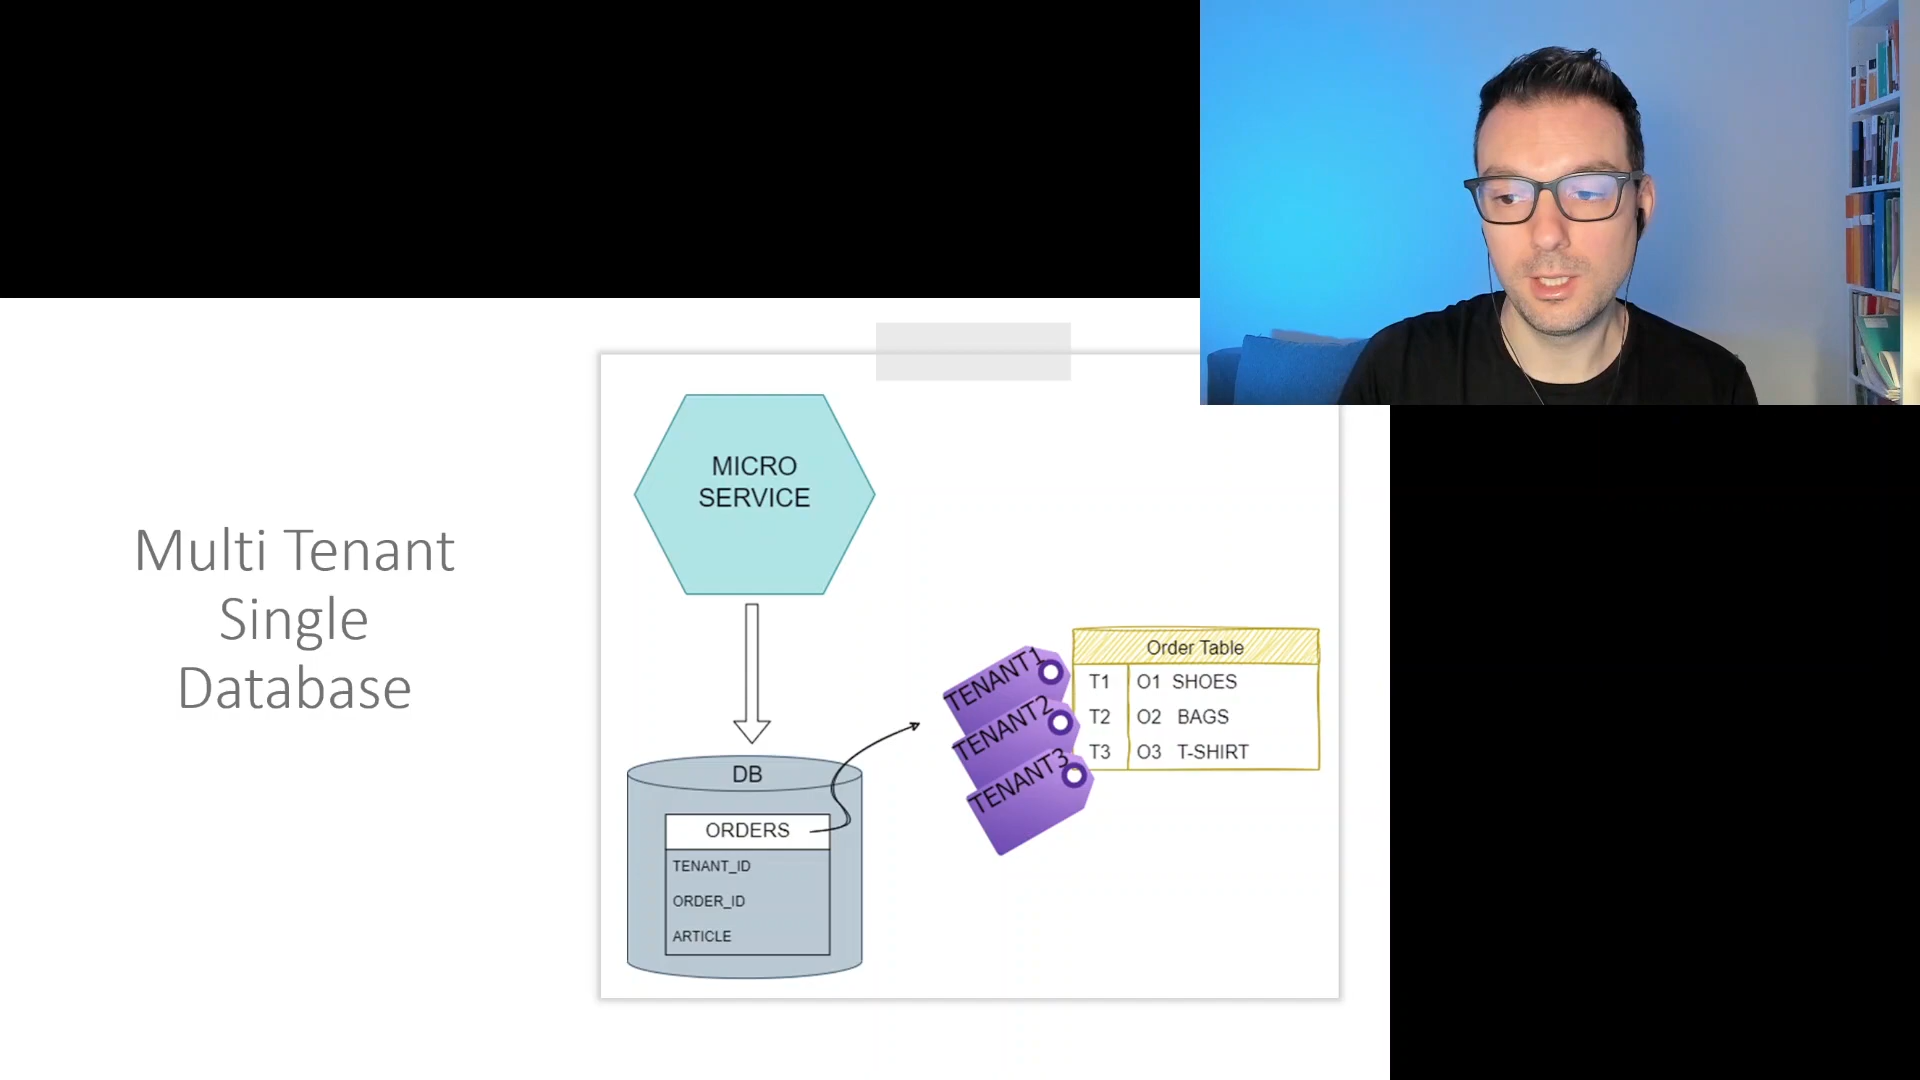 Multi Tenant
Single
Database
MICRO
SERVICE
DB
ORDERS
TENANT_ID
ORDER_ID
ARTICLE
TENANT1
TENANT2
TENANT3
Order Table
T1 O1 SHOES
T2 O2 BAGS
T3 O3 T-SHIRT